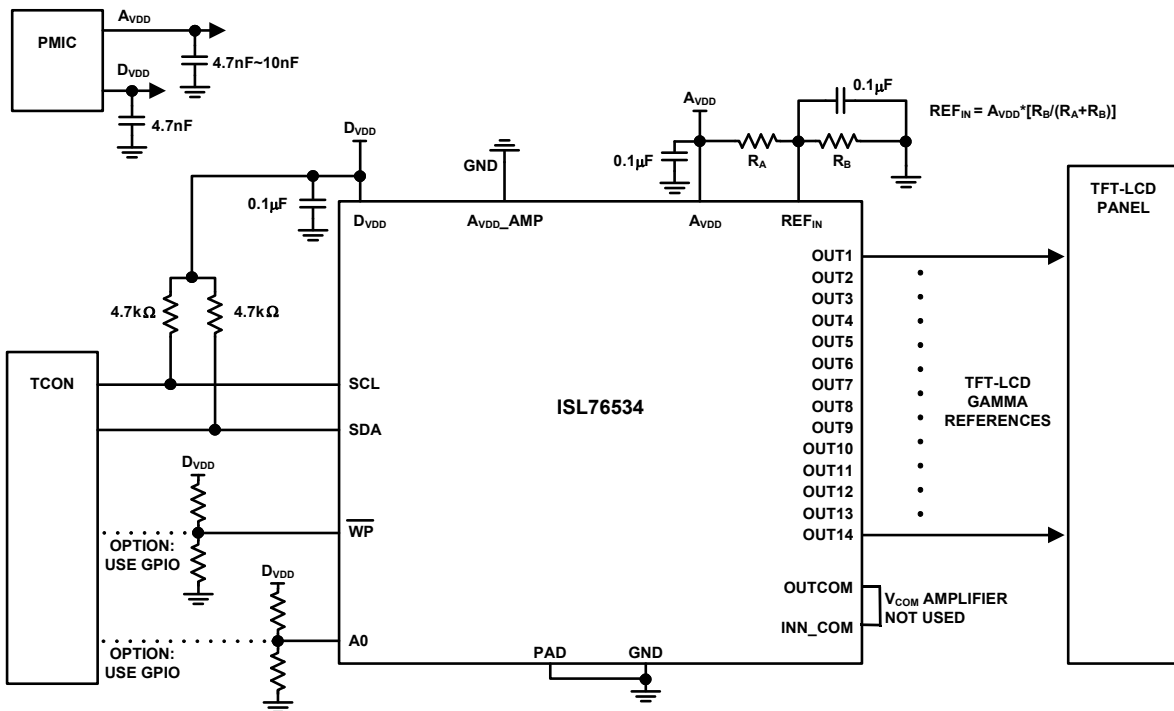 PMIC
AVDD
4.7nF~10nF
DVDD
4.7nF
DVDD
0.1μF
GND
AVDD
0.1μF
RA
RB
0.1μF
REFIN = AVDD*[RB/(RA+RB)]
4.7kΩ
4.7kΩ
TCON
DVDD
OPTION:
USE GPIO
DVDD
OPTION:
USE GPIO
DVDD
AVDD_AMP
AVDD
REFIN
SCL
SDA
WP
A0
ISL76534
PAD
GND
OUT1
OUT2
OUT3
OUT4
OUT5
OUT6
OUT7
OUT8
OUT9
OUT10
OUT11
OUT12
OUT13
OUT14
OUTCOM
INN_COM
VCOM AMPLIFIER
NOT USED
TFT-LCD
GAMMA
REFERENCES
TFT-LCD
PANEL